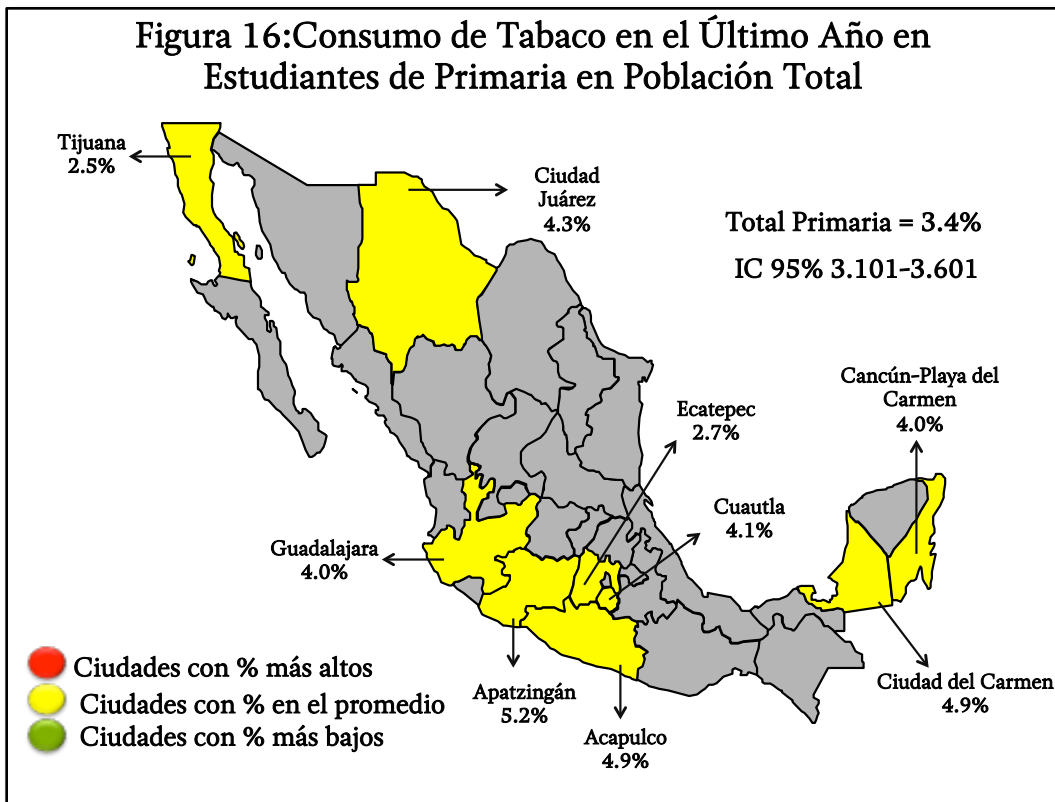 Figura 16:Consumo de Tabaco en el Último Año en
Estudiantes de Primaria en Población Total
Tijuana
2.5%
Ciudad
Juárez
4.3%
Total Primaria = 3.4%
IC 95% 3.101-3.601
Cancún-Playa del
Carmen
4.0%
Ecatepec
2.7%
Cuautla
4.1%
Guadalajara
4.0%
Ciudades con % más altos
Ciudades con % en el promedio
Ciudades con % más bajos
Apatzingán
5.2%
Acapulco
4.9%
Ciudad del Carmen
4.9%